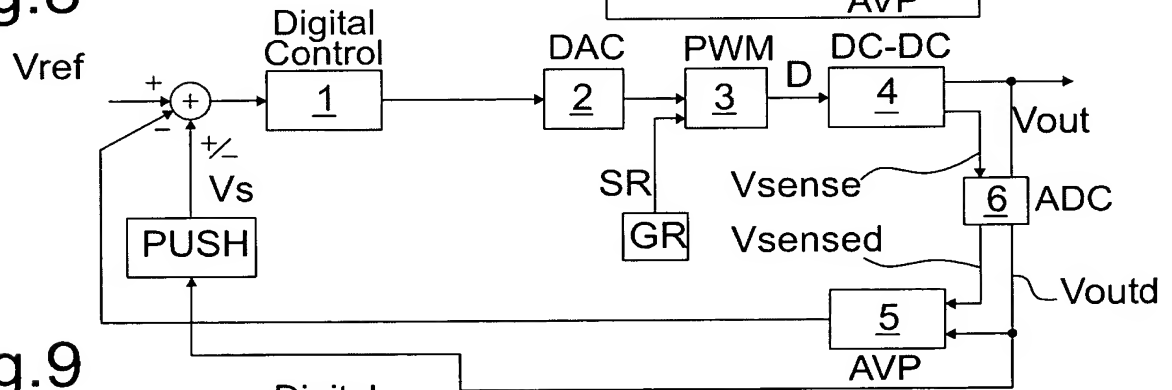 AVP
Digital
Control
DAC
PWM
DC-DC
Vref
+
+
1
2
3
D
4
-
+/-
Vs
Vout
SR
Vsense
6
ADC
PUSH
GR
Vsensed
Voutd
5
AVP
g.9
Digital